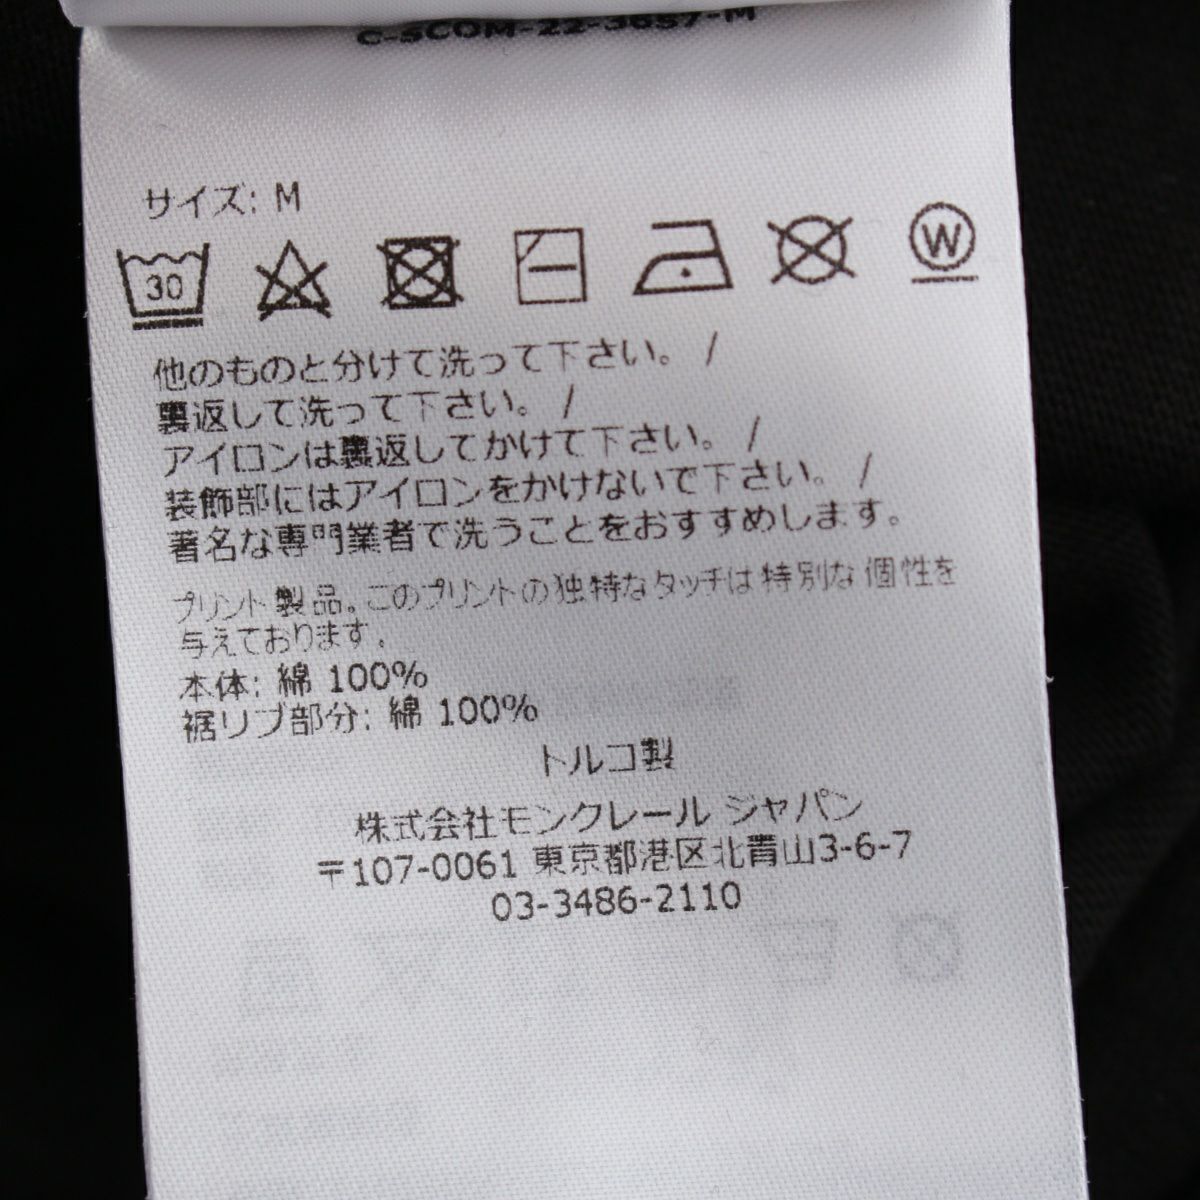 サイズ: M
30
W
他のものと分けて洗って下さい。 /
裏返して洗って下さい。 /
アイロンは裏返してかけて下さい。 /
装飾部にはアイロンをかけないで下さい。 /
著名な専門業者で洗うことをおすすめします。
プリント製品。このプリントの独特なタッチは特別な個性を
与えております。
本体: 綿 100%
裾リブ部分: 綿 100%
トルコ製
株式会社モンクレール ジャパン
〒107-0061 東京都港区北青山3-6-7
03-3486-2110